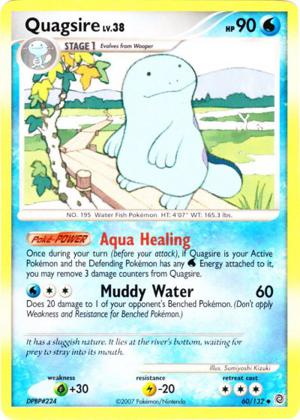 Quagsire LV.38 HP 90
STAGE 1 Evolves from Wooper
NO. 195 Water Fish Pokémon. HT: 4'07" WT: 165.3 lbs.
Poké-POWER Aqua Healing
Once during your turn (before your attack), if Quagsire is your Active
Pokémon and the Defending Pokémon has any Energy attached to it, you
may remove 3 damage counters from Quagsire.
Muddy Water 60
Does 20 damage to 1 of your opponent's Benched Pokémon. (Don't apply
Weakness and Resistance for Benched Pokémon.)
It has a sluggish nature. It lies at the river's bottom, waiting for
prey to stray into its mouth.
Illus. Sumiyoshi Kizuki
weakness resistance retreat cost
+30 -20
DPBP#224 ©2007 Pokémon/Nintendo 60/132